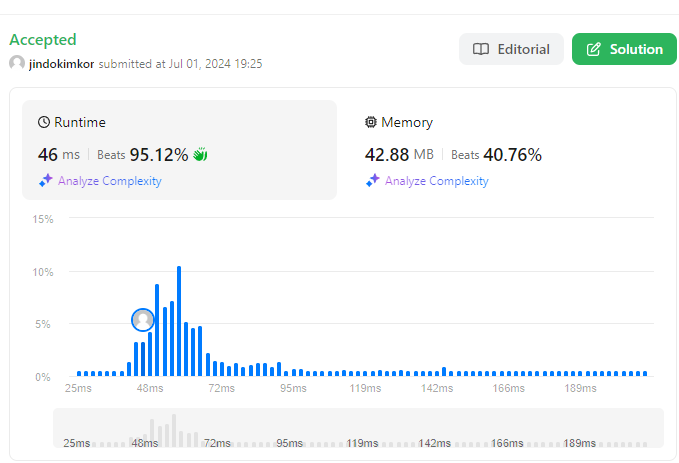 Accepted
Editorial
Solution
jindokimkor submitted at Jul 01, 2024 19:25
Runtime
Memory
46 ms Beats 95.12%
42.88 MB Beats 40.76%
Analyze Complexity
Analyze Complexity
15%
10%
5%
0%
25ms 48ms 72ms 95ms 119ms 142ms 166ms 189ms
25ms 48ms 72ms 95ms 119ms 142ms 166ms 189ms